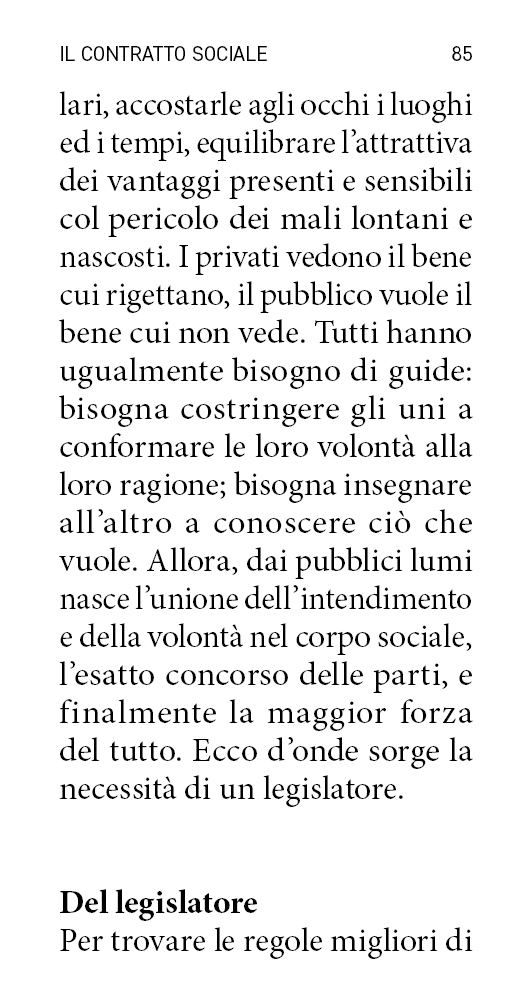 IL CONTRATTO SOCIALE 85
lari, accostarle agli occhi i luoghi
ed i tempi, equilibrare l’attrattiva
dei vantaggi presenti e sensibili
col pericolo dei mali lontani e
nascosti. I privati vedono il bene
cui rigettano, il pubblico vuole il
bene cui non vede. Tutti hanno
ugualmente bisogno di guide:
bisogna costringere gli uni a
conformare le loro volontà alla
loro ragione; bisogna insegnare
all’altro a conoscere ciò che
vuole. Allora, dai pubblici lumi
nasce l’unione dell’intendimento
e della volontà nel corpo sociale,
l’esatto concorso delle parti, e
finalmente la maggior forza
del tutto. Ecco d’onde sorge la
necessità di un legislatore.
Del legislatore
Per trovare le regole migliori di